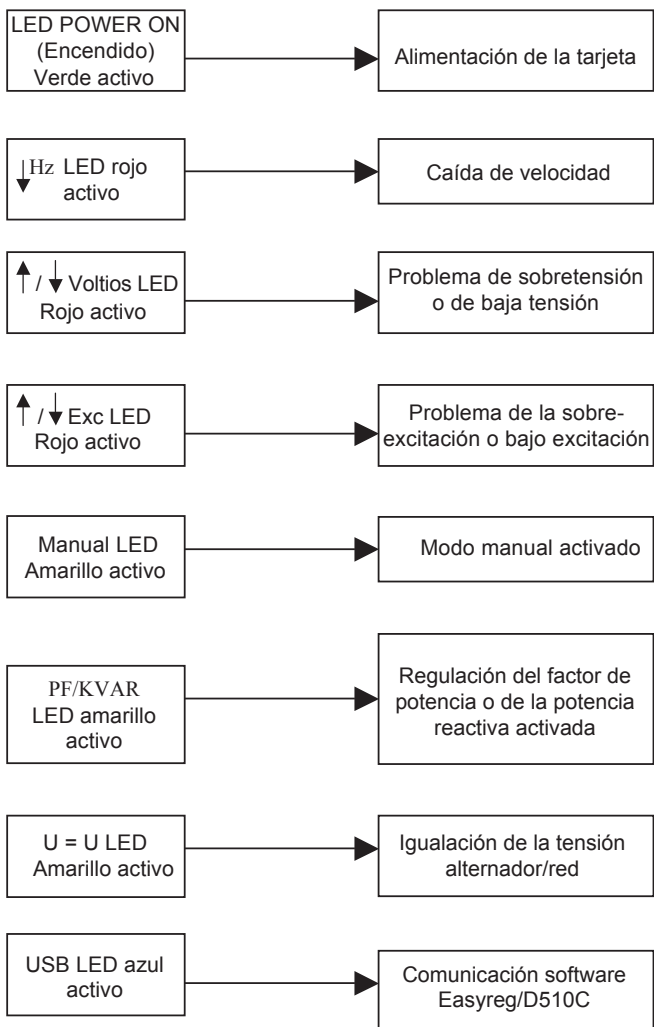 LED POWER ON
(Encendido)
Verde activo
Alimentación de la tarjeta
↓Hz LED rojo
activo
Caída de velocidad
↑/↓ Voltios LED
Rojo activo
Problema de sobretensión
o de baja tensión
↑/↓ Exc LED
Rojo activo
Problema de la sobre-
excitación o bajo excitación
Manual LED
Amarillo activo
Modo manual activado
PF/KVAR
LED amarillo
activo
Regulación del factor de
potencia o de la potencia
reactiva activada
U = U LED
Amarillo activo
Igualación de la tensión
alternador/red
USB LED azul
activo
Comunicación software
Easyreg/D510C